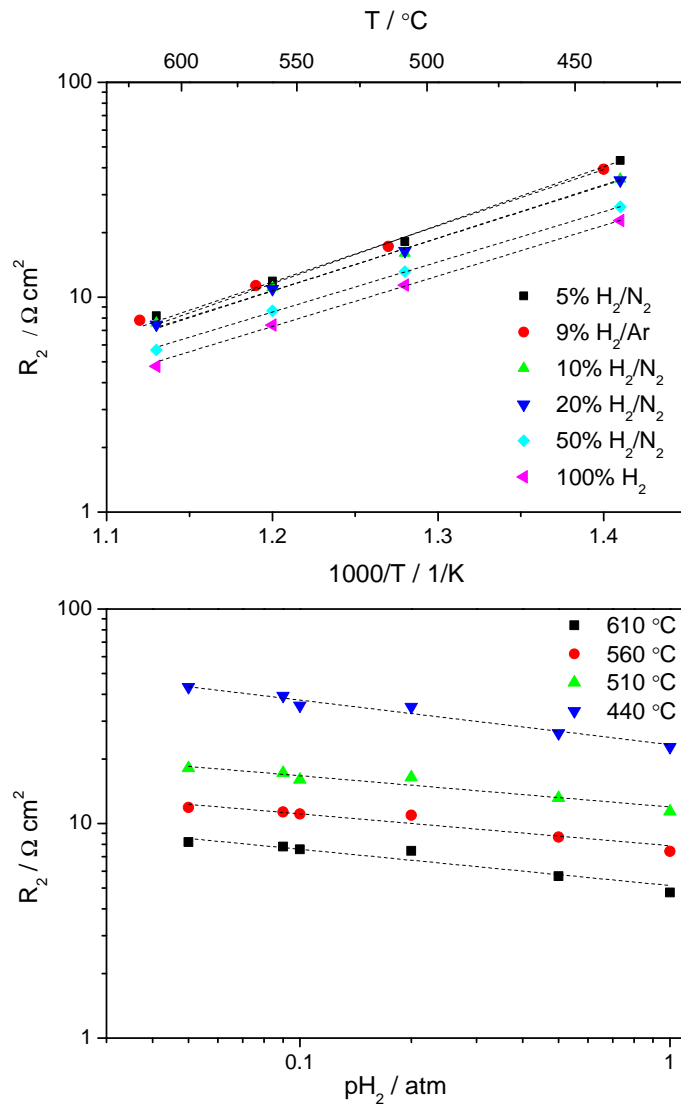 T / °C
600 550 500 450
100
10
1
R₂ / Ω cm²
5% H₂/N₂
9% H₂/Ar
10% H₂/N₂
20% H₂/N₂
50% H₂/N₂
100% H₂
1.1 1.2 1.3 1.4
1000/T / 1/K
100
10
1
R₂ / Ω cm²
610 °C
560 °C
510 °C
440 °C
0.1 1
pH₂ / atm